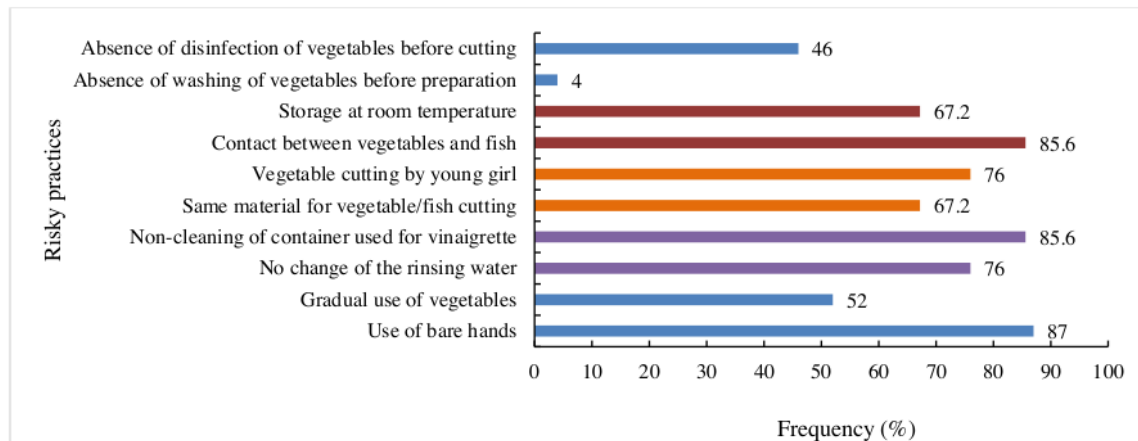 Absence of disinfection of vegetables before cutting 46
Absence of washing of vegetables before preparation 4
Storage at room temperature 67.2
Contact between vegetables and fish 85.6
Vegetable cutting by young girl 76
Same material for vegetable/fish cutting 67.2
Non-cleaning of container used for vinaigrette 85.6
No change of the rinsing water 76
Gradual use of vegetables 52
Use of bare hands 87
Risky practices
0 10 20 30 40 50 60 70 80 90 100
Frequency (%)